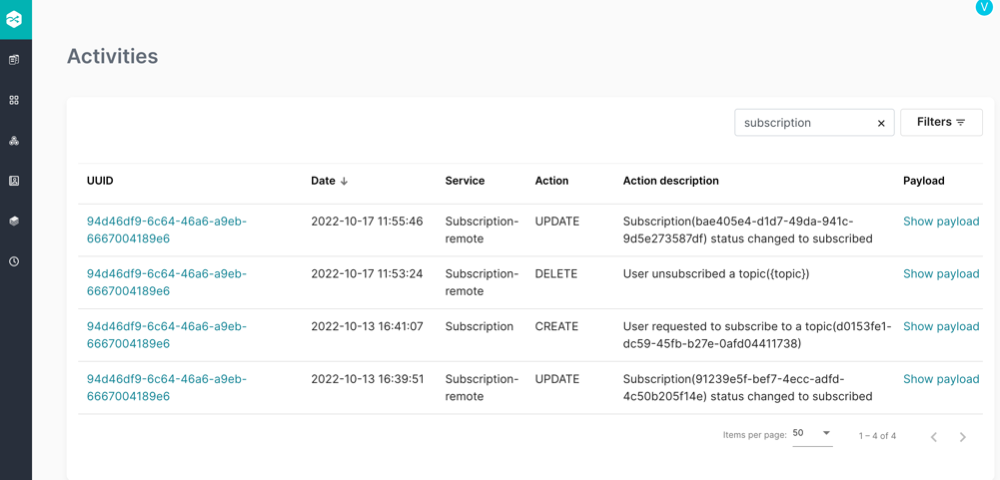 V
Activities
subscription ×
Filters
UUID Date ↓ Service Action Action description Payload
94d46df9-6c64-46a6-a9eb- 2022-10-17 11:55:46 Subscription- UPDATE Subscription(bae405e4-d1d7-49da-941c- Show payload
6667004189e6 remote 9d5e273587df) status changed to subscribed
94d46df9-6c64-46a6-a9eb- 2022-10-17 11:53:24 Subscription- DELETE User unsubscribed a topic({topic}) Show payload
6667004189e6 remote
94d46df9-6c64-46a6-a9eb- 2022-10-13 16:41:07 Subscription CREATE User requested to subscribe to a topic(d0153fe1- Show payload
6667004189e6 dc59-45fb-b27e-0afd04411738)
94d46df9-6c64-46a6-a9eb- 2022-10-13 16:39:51 Subscription- UPDATE Subscription(91239e5f-bef7-4ecc-adfd- Show payload
6667004189e6 remote 4c50b205f14e) status changed to subscribed
Items per page: 50 1 – 4 of 4